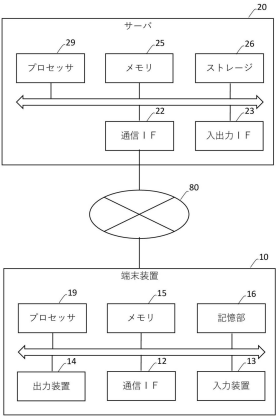 20
サーバ
29
25
26
プロセッサ
メモリ
ストレージ
22
23
通信IF
入出力IF
80
10
端末装置
19
15
16
プロセッサ
メモリ
記憶部
14
12
13
出力装置
通信IF
入力装置